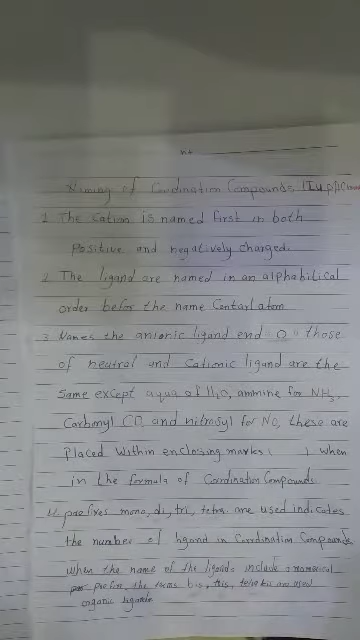 Naming of Cordination Compounds (Iuppc
1 The Cation is named first in both
Positive and negatively charged.
2 The ligand are named in an alphabitical
order befor the name Contarl atom
3 Names the anionic ligand end O, those
of neutral and Cationic ligand are the
Same except aqua of H2O, ammine for NH3,
Carbonyl CO, and nitrosyl for NO, these are
Placed within enclosing marks ( ) when
in the formula of Coordination Compounds
4 prefixes mono, di, tri, tetra are used indicates
the number of ligand in Coordination Compounds
when the name of the ligands include a numerical
prefix, the terms bis, tris, are used
organic ligands